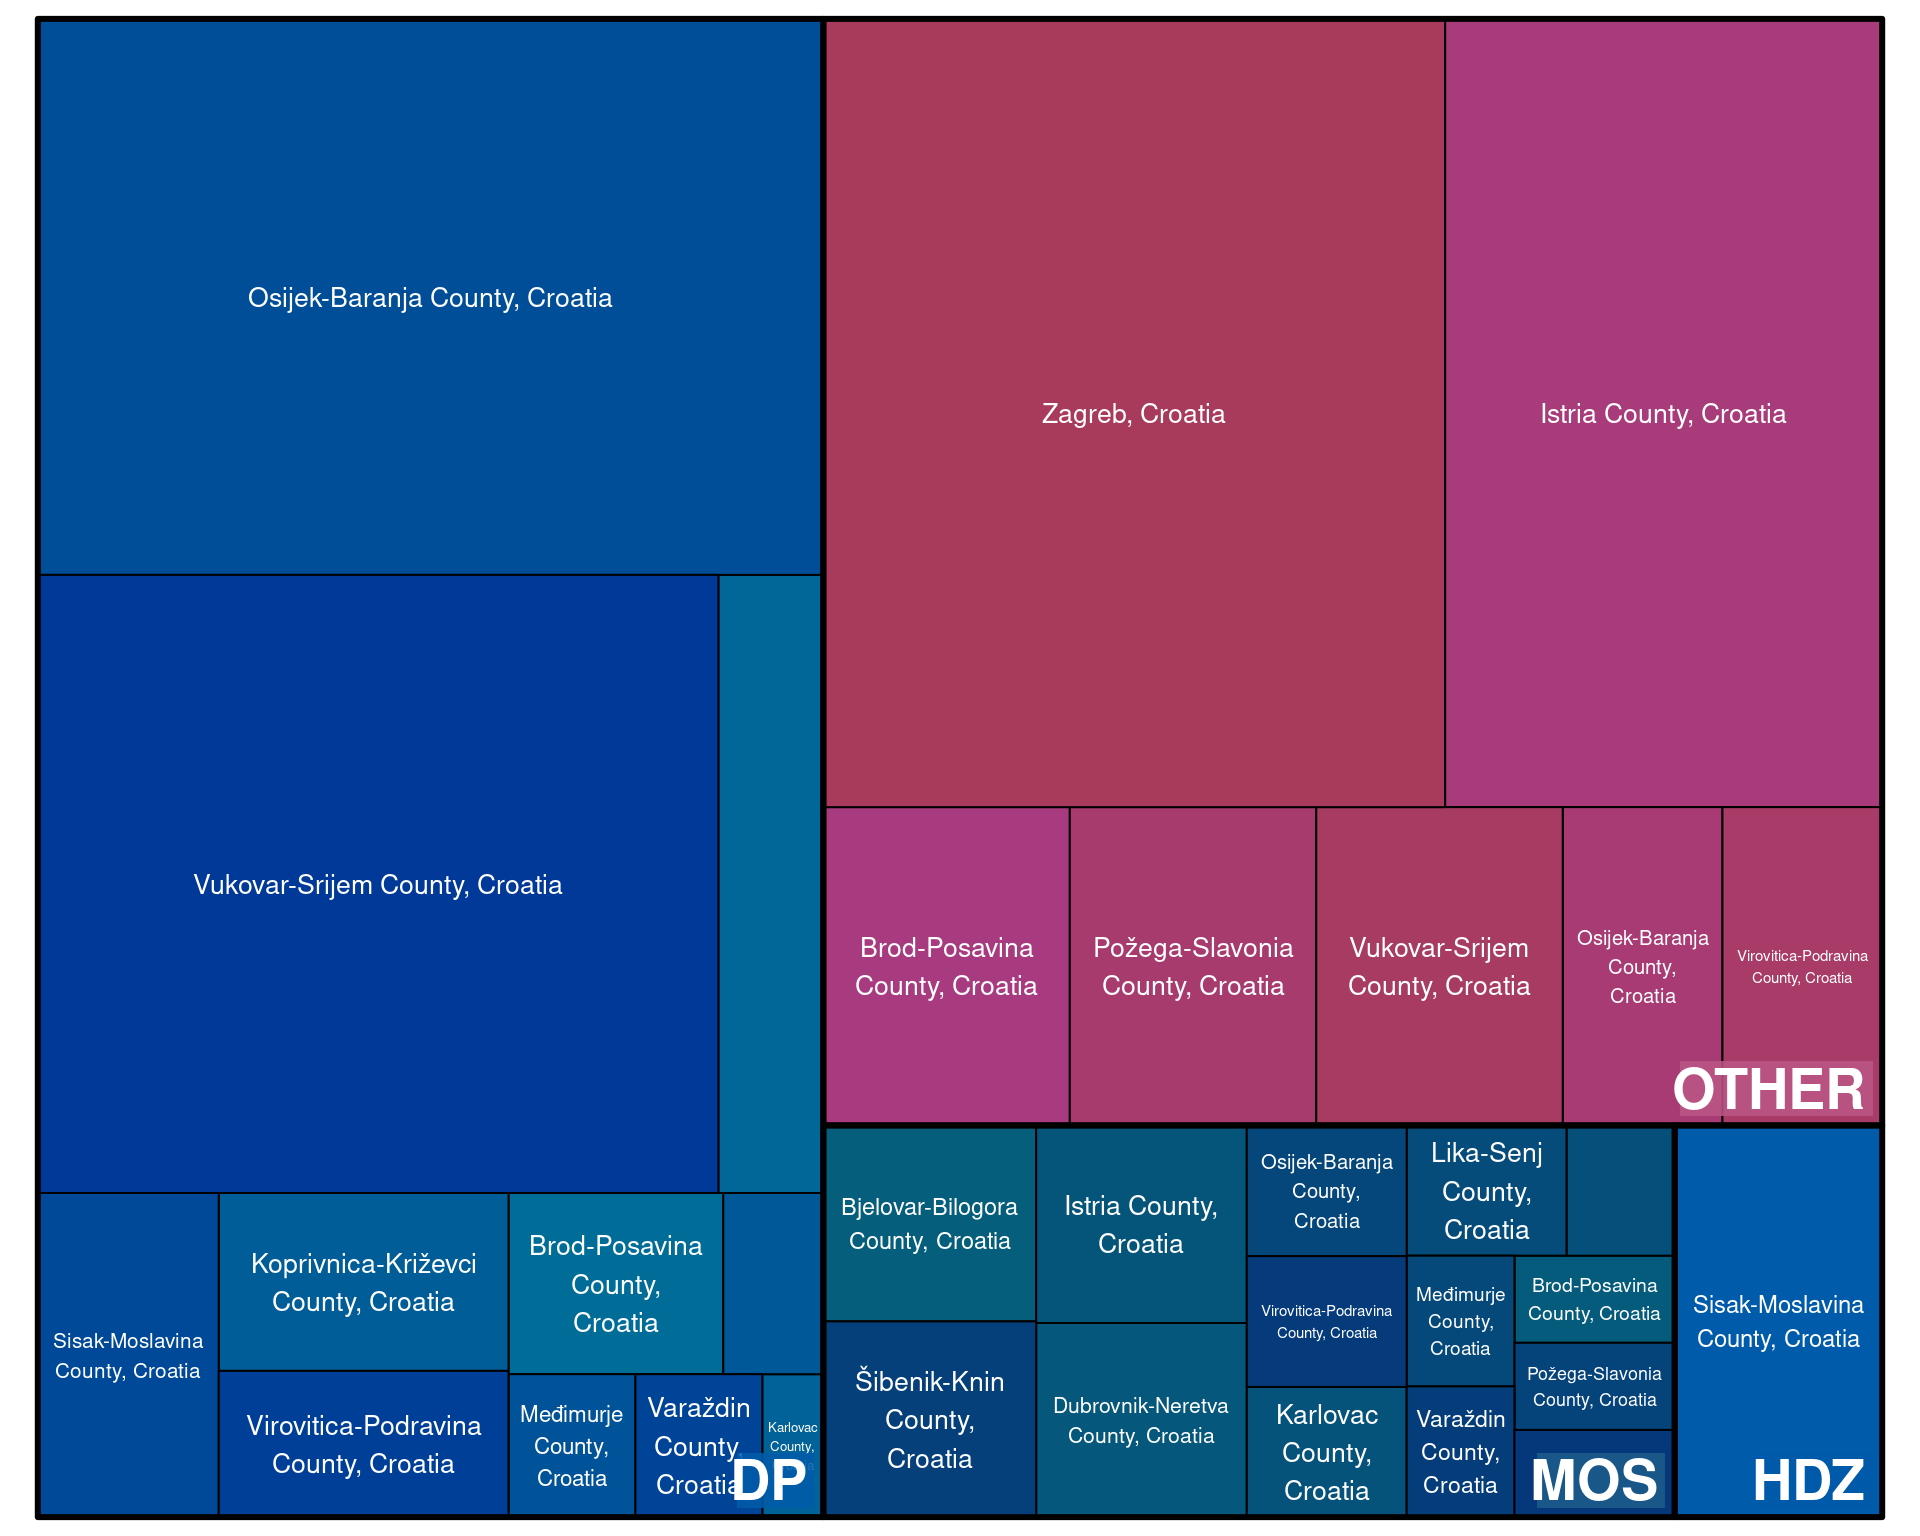 Osijek-Baranja County, Croatia
Vukovar-Srijem County, Croatia
Sisak-Moslavina
County, Croatia
Koprivnica-Križevci
County, Croatia
Virovitica-Podravina
County, Croatia
Brod-Posavina
County,
Croatia
Međimurje
County,
Croatia
Varaždin
County,
Croatia
Karlovac
County,
DP
Zagreb, Croatia
Istria County, Croatia
Brod-Posavina
County, Croatia
Požega-Slavonia
County, Croatia
Vukovar-Srijem
County, Croatia
Osijek-Baranja
County,
Croatia
Virovitica-Podravina
County, Croatia
OTHER
Bjelovar-Bilogora
County, Croatia
Šibenik-Knin
County,
Croatia
Istria County,
Croatia
Dubrovnik-Neretva
County, Croatia
Osijek-Baranja
County,
Croatia
Virovitica-Podravina
County, Croatia
Karlovac
County,
Croatia
Lika-Senj
County,
Croatia
Međimurje
County,
Croatia
Varaždin
County,
Croatia
Brod-Posavina
County, Croatia
Požega-Slavonia
County, Croatia
MOS
Sisak-Moslavina
County, Croatia
HDZ